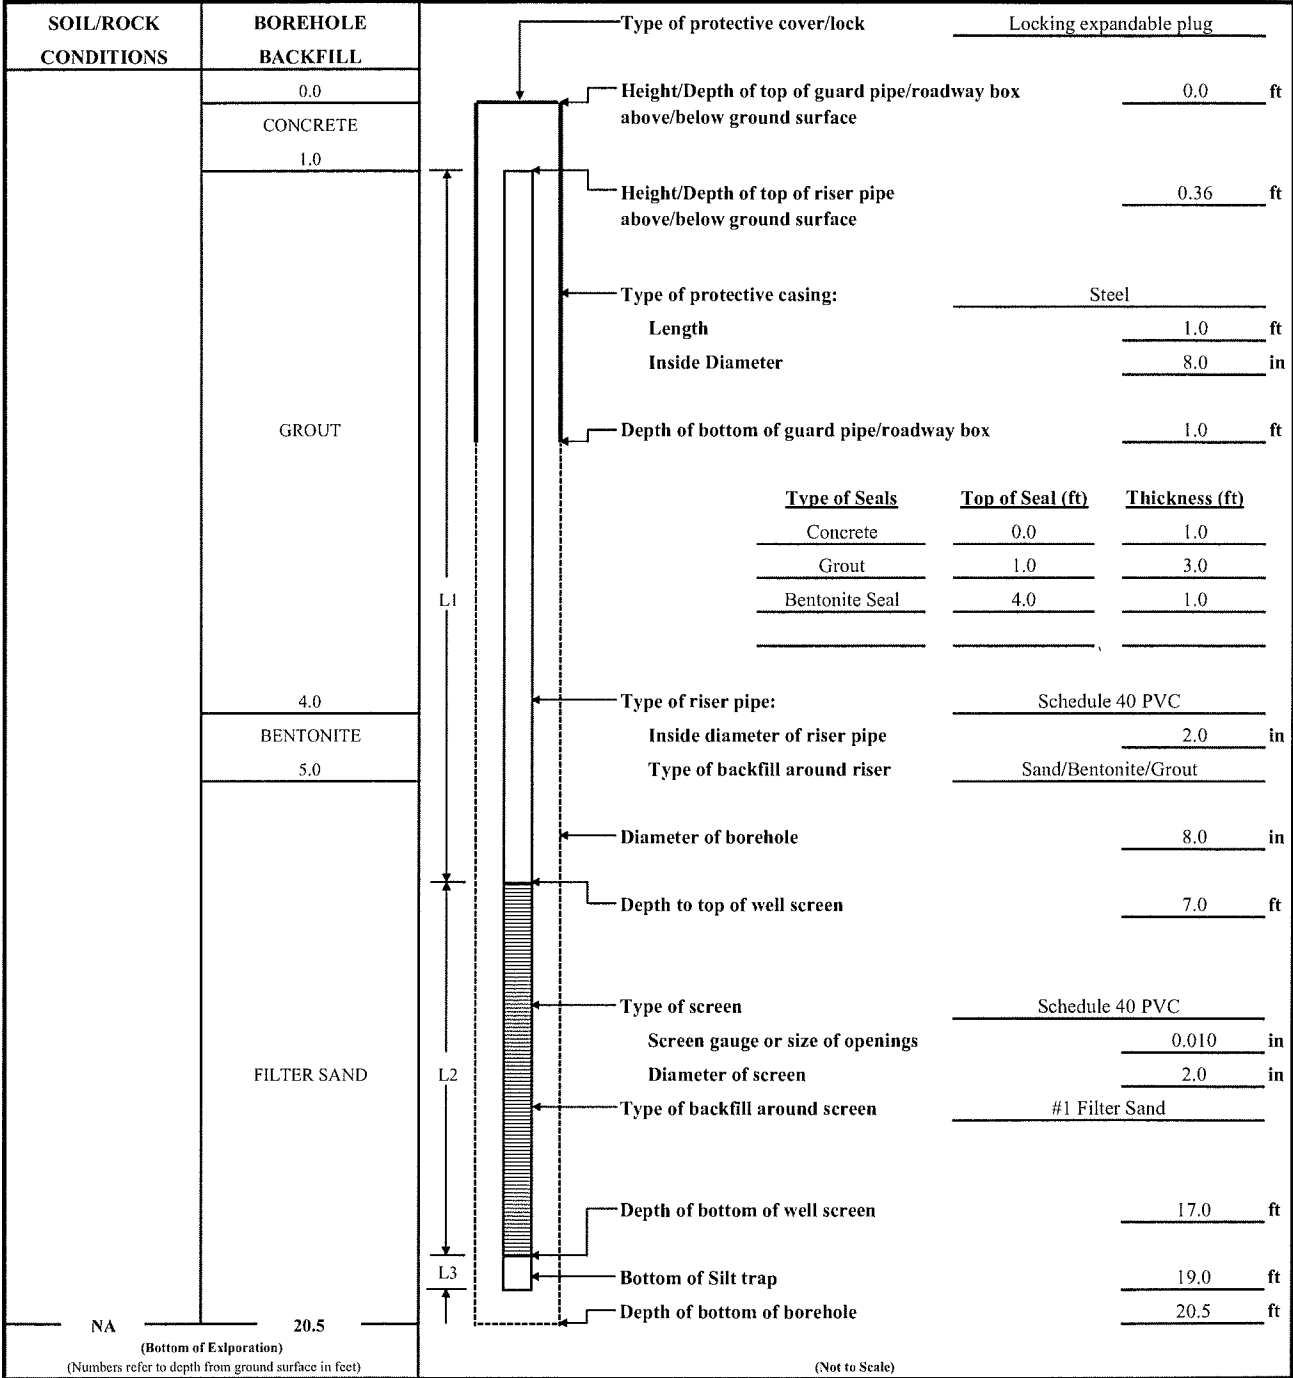 SOIL/ROCK CONDITIONS
BOREHOLE BACKFILL
Type of protective cover/lock Locking expandable plug
0.0
Height/Depth of top of guard pipe/roadway box 0.0 ft
above/below ground surface
CONCRETE
1.0
Height/Depth of top of riser pipe 0.36 ft
above/below ground surface
Type of protective casing: Steel
Length 1.0 ft
Inside Diameter 8.0 in
GROUT
Depth of bottom of guard pipe/roadway box 1.0 ft
Type of Seals Top of Seal (ft) Thickness (ft)
Concrete 0.0 1.0
Grout 1.0 3.0
L1
Bentonite Seal 4.0 1.0
4.0
Type of riser pipe: Schedule 40 PVC
BENTONITE
Inside diameter of riser pipe 2.0 in
5.0
Type of backfill around riser Sand/Bentonite/Grout
Diameter of borehole 8.0 in
Depth to top of well screen 7.0 ft
Type of screen Schedule 40 PVC
Screen gauge or size of openings 0.010 in
FILTER SAND
L2
Diameter of screen 2.0 in
Type of backfill around screen #1 Filter Sand
Depth of bottom of well screen 17.0 ft
L3
Bottom of Silt trap 19.0 ft
Depth of bottom of borehole 20.5 ft
NA 20.5
(Bottom of Exlporation)
(Numbers refer to depth from ground surface in feet)
(Not to Scale)